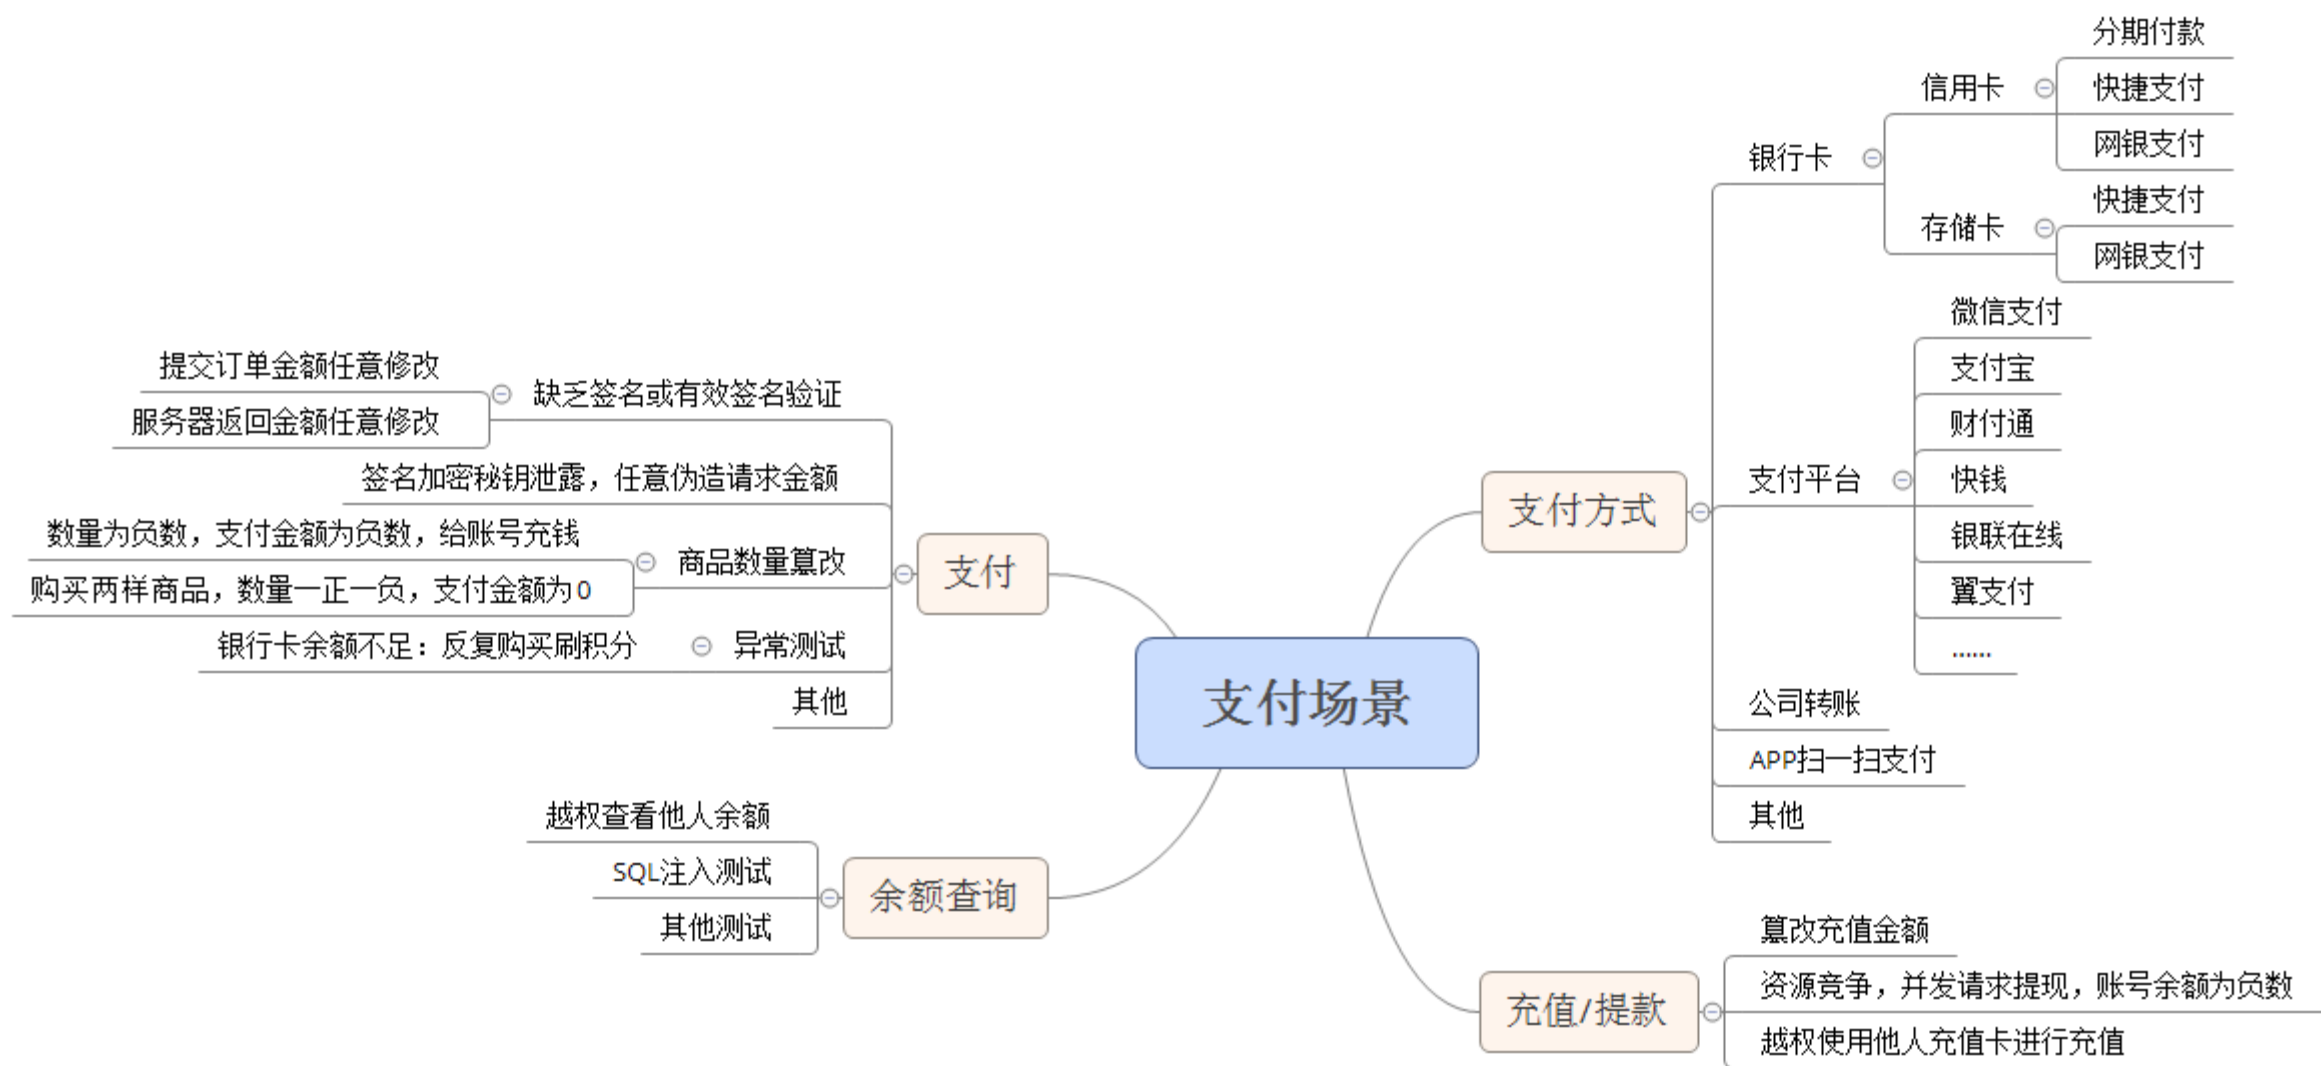 支付场景
支付方式
银行卡
信用卡
分期付款
快捷支付
网银支付
存储卡
快捷支付
网银支付
支付平台
微信支付
支付宝
财付通
快钱
银联在线
翼支付
......
公司转账
APP扫一扫支付
其他
充值/提款
篡改充值金额
资源竞争，并发请求提现，账号余额为负数
越权使用他人充值卡进行充值
支付
缺乏签名或有效签名验证
提交订单金额任意修改
服务器返回金额任意修改
签名加密秘钥泄露，任意伪造请求金额
商品数量篡改
数量为负数，支付金额为负数，给账号充钱
购买两样商品，数量一正一负，支付金额为0
异常测试
银行卡余额不足：反复购买刷积分
其他
余额查询
越权查看他人余额
SQL注入测试
其他测试